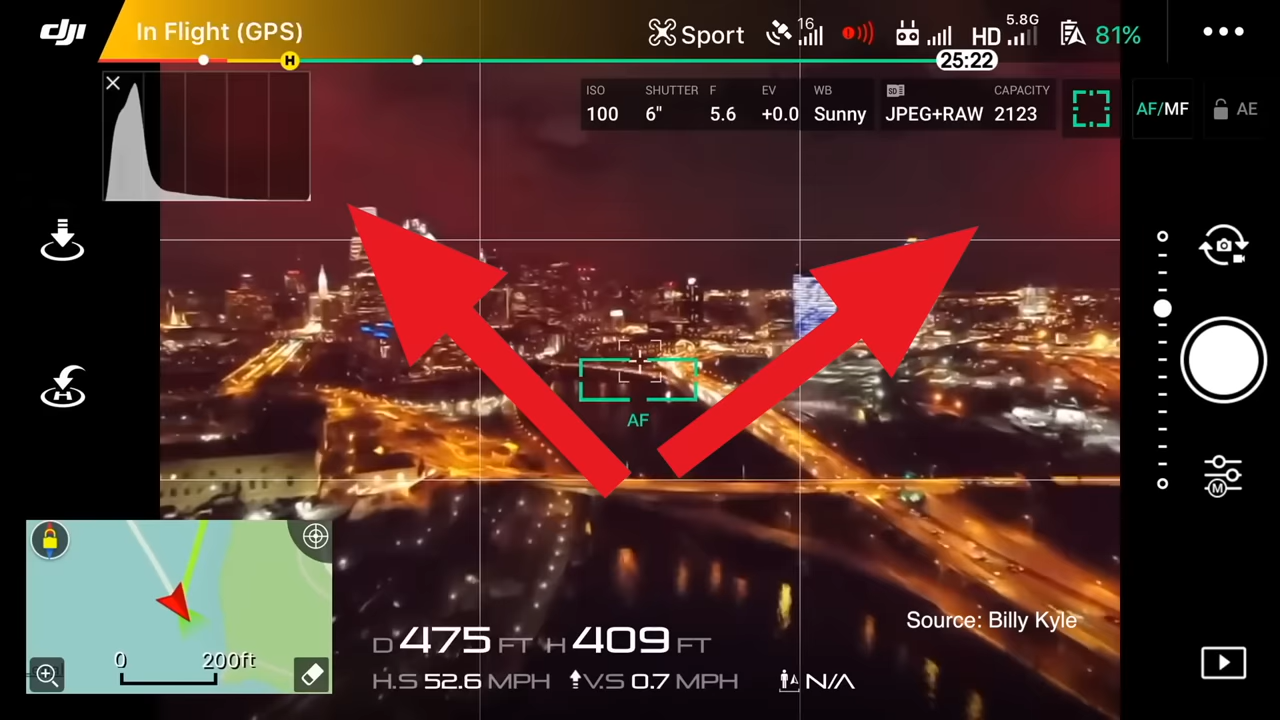 dji In Flight (GPS) Sport 16 HD 5.8G 81%
H 25:22
ISO SHUTTER F EV WB CAPACITY
100 6" 5.6 +0.0 Sunny JPEG+RAW 2123
AF/MF AE
H
AF
M
Source: Billy Kyle
D 475 FT H 409 FT
0 200ft
H.S 52.6 MPH V.S 0.7 MPH N/A